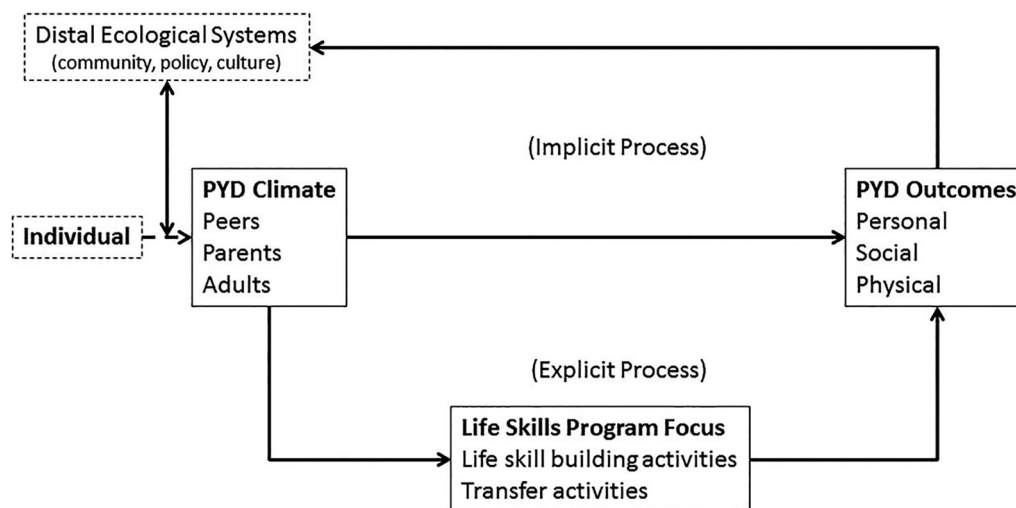 Distal Ecological Systems
(community, policy, culture)
(Implicit Process)
PYD Climate
Peers
Parents
Adults
PYD Outcomes
Personal
Social
Physical
Individual
(Explicit Process)
Life Skills Program Focus
Life skill building activities
Transfer activities